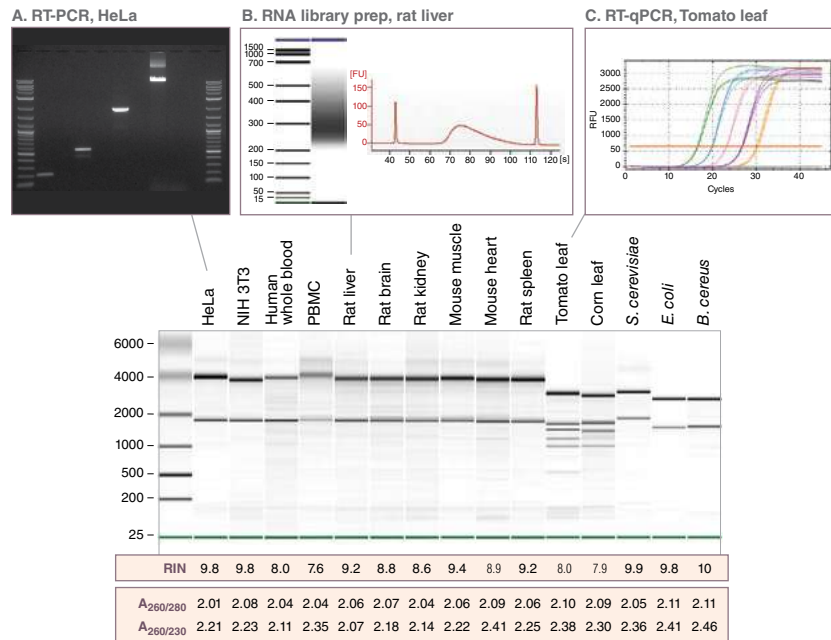 A. RT-PCR, HeLa
B. RNA library prep, rat liver
C. RT-qPCR, Tomato leaf
1500
1000
700
500
400
300
200
150
100
50
15
[FU]
150
100
50
0
40 60 70 80 90 100 110 120 [s]
RFU
3000
2500
2000
1500
1000
500
0
0 10 20 30 40
Cycles
HeLa
NIH 3T3
Human whole blood
PBMC
Rat liver
Rat brain
Rat kidney
Mouse muscle
Mouse heart
Rat spleen
Tomato leaf
Corn leaf
S. cerevisiae
E. coli
B. cereus
6000
4000
2000
1000
500
200
25
RIN 9.8 9.8 8.0 7.6 9.2 8.8 8.6 9.4 8.9 9.2 8.0 7.9 9.9 9.8 10
A260/280 2.01 2.08 2.04 2.04 2.06 2.07 2.04 2.06 2.09 2.06 2.10 2.09 2.05 2.11 2.11
A260/230 2.21 2.23 2.11 2.35 2.07 2.18 2.14 2.22 2.41 2.25 2.38 2.30 2.36 2.41 2.46